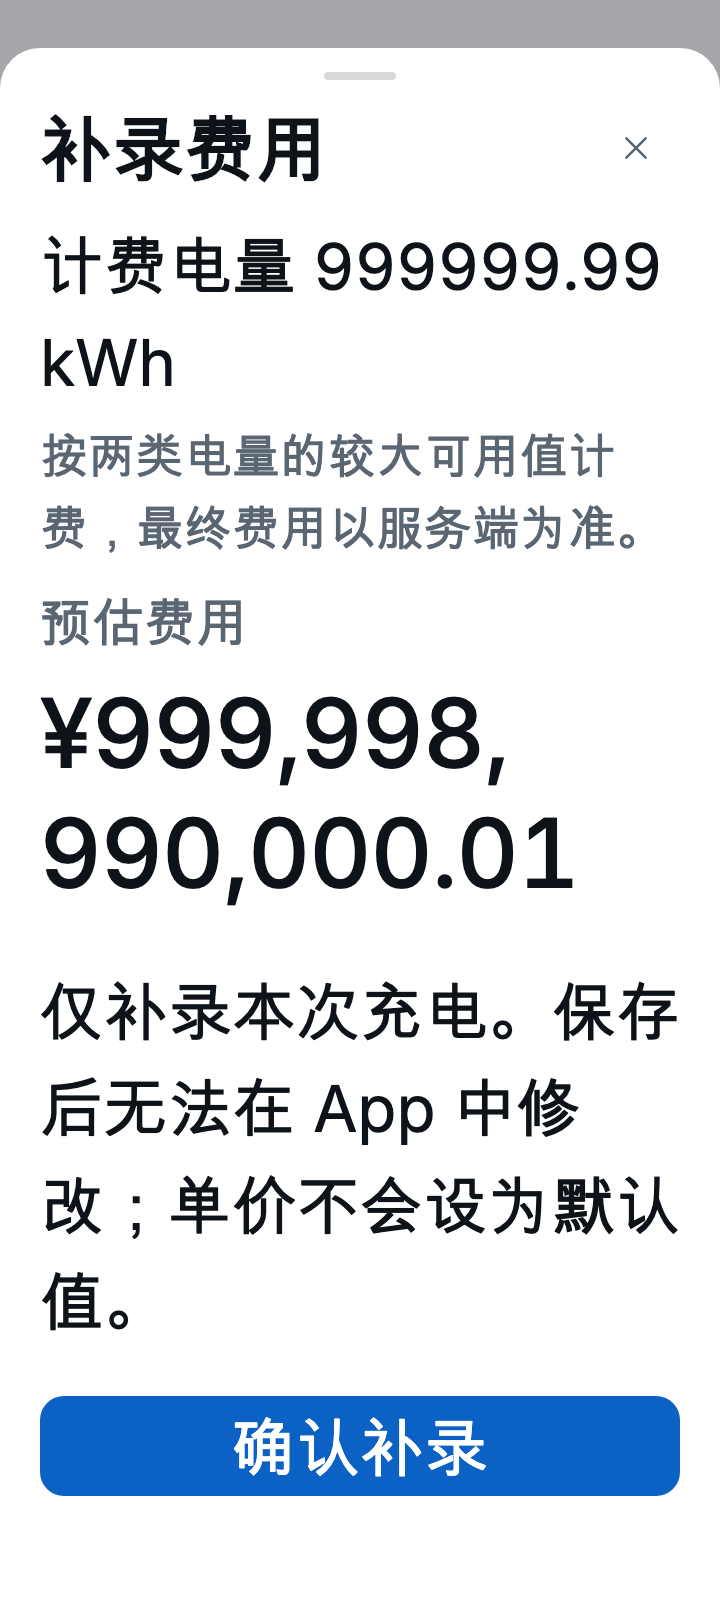 补录费用
计费电量 999999.99
kWh
按两类电量的较大可用值计
费，最终费用以服务端为准。
预估费用
¥999,998,
990,000.01
仅补录本次充电。保存
后无法在 App 中修
改；单价不会设为默认
值。
确认补录